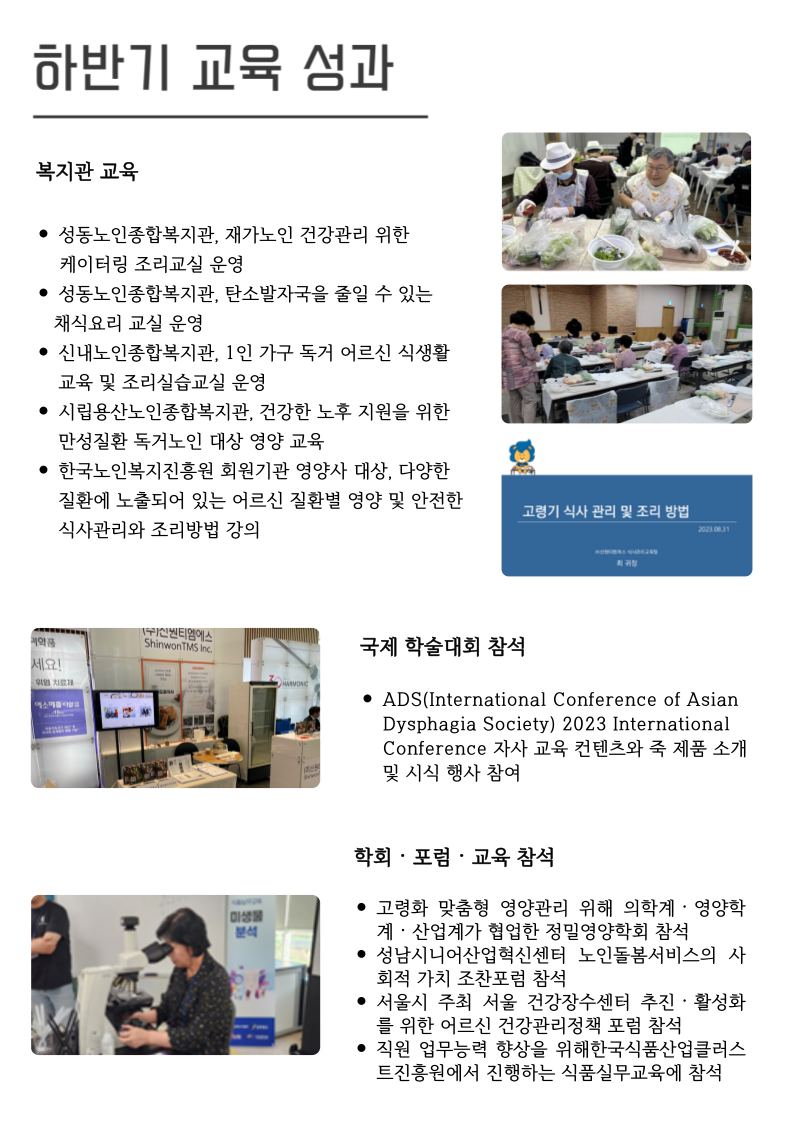 하반기 교육 성과
복지관 교육
● 성동노인종합복지관, 재가노인 건강관리 위한
케이터링 조리교실 운영
● 성동노인종합복지관, 탄소발자국을 줄일 수 있는
채식요리 교실 운영
● 신내노인종합복지관, 1인 가구 독거 어르신 식생활
교육 및 조리실습교실 운영
● 시립용산노인종합복지관, 건강한 노후 지원을 위한
만성질환 독거노인 대상 영양 교육
● 한국노인복지진흥원 회원기관 영양사 대상, 다양한
질환에 노출되어 있는 어르신 질환별 영양 및 안전한
식사관리와 조리방법 강의
고령기 식사 관리 및 조리 방법
2023.08.31
(주)신원티엠에스
ShinwonTMS Inc.
세요!
HARMONIC
국제 학술대회 참석
● ADS(International Conference of Asian
Dysphagia Society) 2023 International
Conference 자사 교육 컨텐츠와 죽 제품 소개
및 시식 행사 참여
학회 · 포럼 · 교육 참석
미생물
분석
● 고령화 맞춤형 영양관리 위해 의학계 · 영양학
계 · 산업계가 협업한 정밀영양학회 참석
● 성남시니어산업혁신센터 노인돌봄서비스의 사
회적 가치 조찬포럼 참석
● 서울시 주최 서울 건강장수센터 추진 · 활성화
를 위한 어르신 건강관리정책 포럼 참석
● 직원 업무능력 향상을 위해한국식품산업클러스
트진흥원에서 진행하는 식품실무교육에 참석